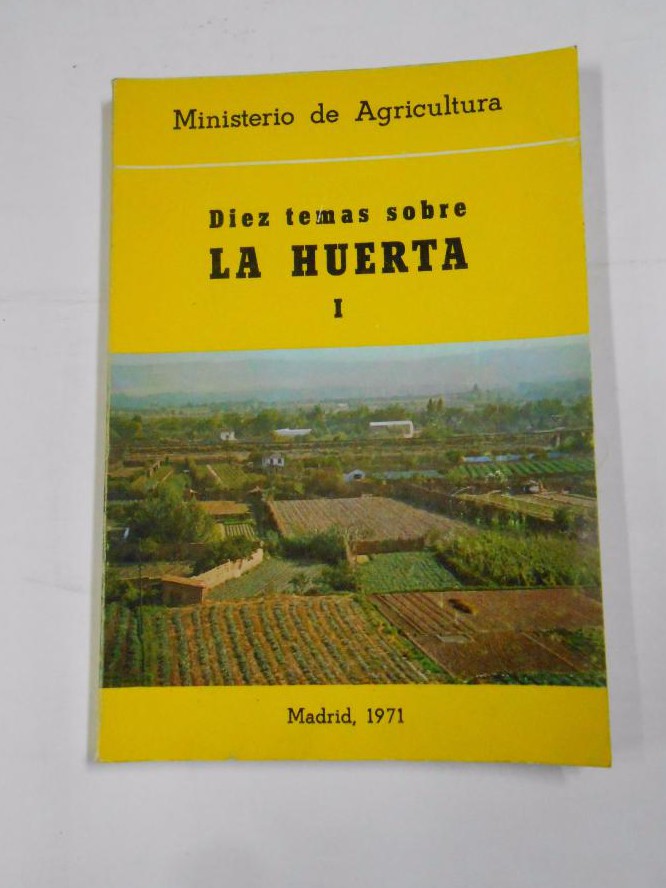 Ministerio de Agricultura
Diez temas sobre
LA HUERTA
I
Madrid, 1971